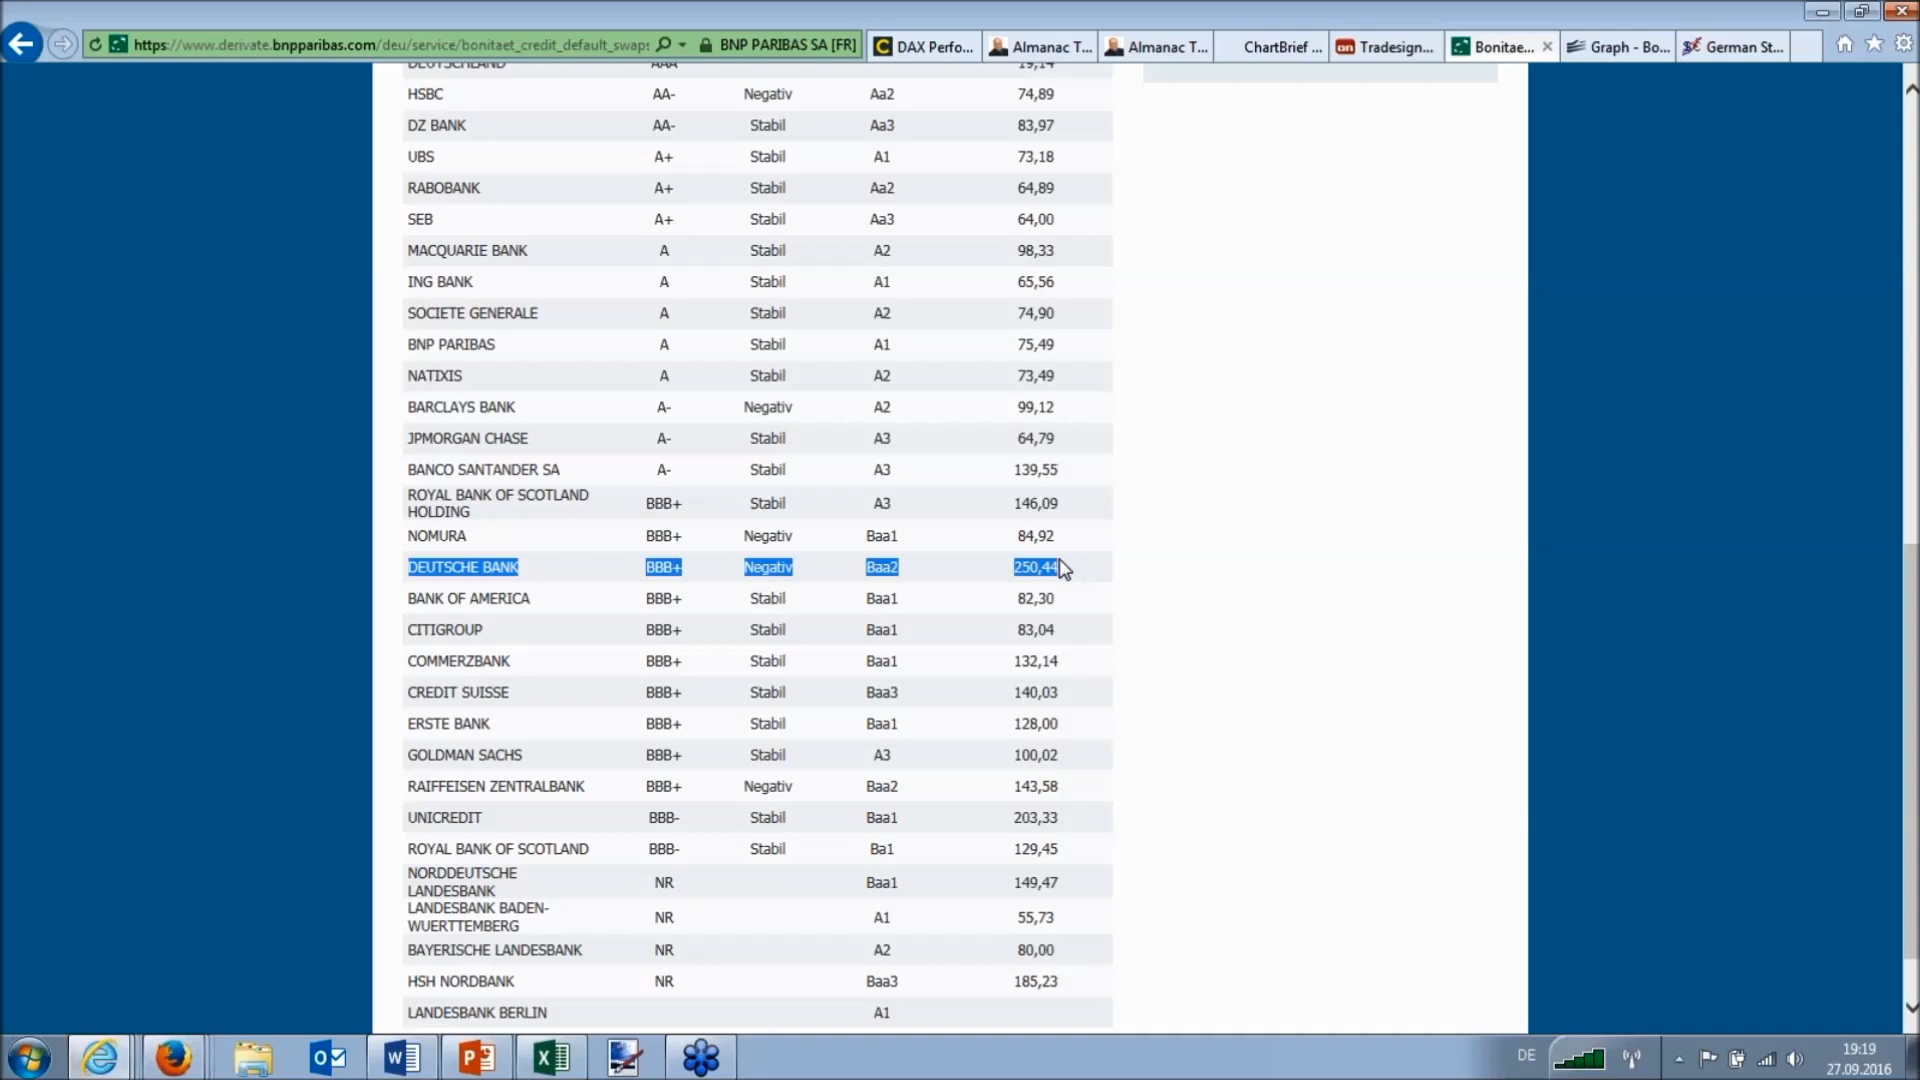 https://www.derivate.bnpparibas.com/deu/service/bonitaet_credit_default_swaps
BNP PARIBAS SA [FR]
DAX Perfo...
Almanac T...
Almanac T...
ChartBrief ...
Tradesign...
Bonitae...
Graph - Bo...
German St...
DEUTSCHLAND AAA 19,14
HSBC AA- Negativ Aa2 74,89
DZ BANK AA- Stabil Aa3 83,97
UBS A+ Stabil A1 73,18
RABOBANK A+ Stabil Aa2 64,89
SEB A+ Stabil Aa3 64,00
MACQUARIE BANK A Stabil A2 98,33
ING BANK A Stabil A1 65,56
SOCIETE GENERALE A Stabil A2 74,90
BNP PARIBAS A Stabil A1 75,49
NATIXIS A Stabil A2 73,49
BARCLAYS BANK A- Negativ A2 99,12
JPMORGAN CHASE A- Stabil A3 64,79
BANCO SANTANDER SA A- Stabil A3 139,55
ROYAL BANK OF SCOTLAND
HOLDING BBB+ Stabil A3 146,09
NOMURA BBB+ Negativ Baa1 84,92
DEUTSCHE BANK BBB+ Negativ Baa2 250,44
BANK OF AMERICA BBB+ Stabil Baa1 82,30
CITIGROUP BBB+ Stabil Baa1 83,04
COMMERZBANK BBB+ Stabil Baa1 132,14
CREDIT SUISSE BBB+ Stabil Baa3 140,03
ERSTE BANK BBB+ Stabil Baa1 128,00
GOLDMAN SACHS BBB+ Stabil A3 100,02
RAIFFEISEN ZENTRALBANK BBB+ Negativ Baa2 143,58
UNICREDIT BBB- Stabil Baa1 203,33
ROYAL BANK OF SCOTLAND BBB- Stabil Ba1 129,45
NORDDEUTSCHE
LANDESBANK NR Baa1 149,47
LANDESBANK BADEN-
WUERTTEMBERG NR A1 55,73
BAYERISCHE LANDESBANK NR A2 80,00
HSH NORDBANK NR Baa3 185,23
LANDESBANK BERLIN A1
DE
19:19
27.09.2016